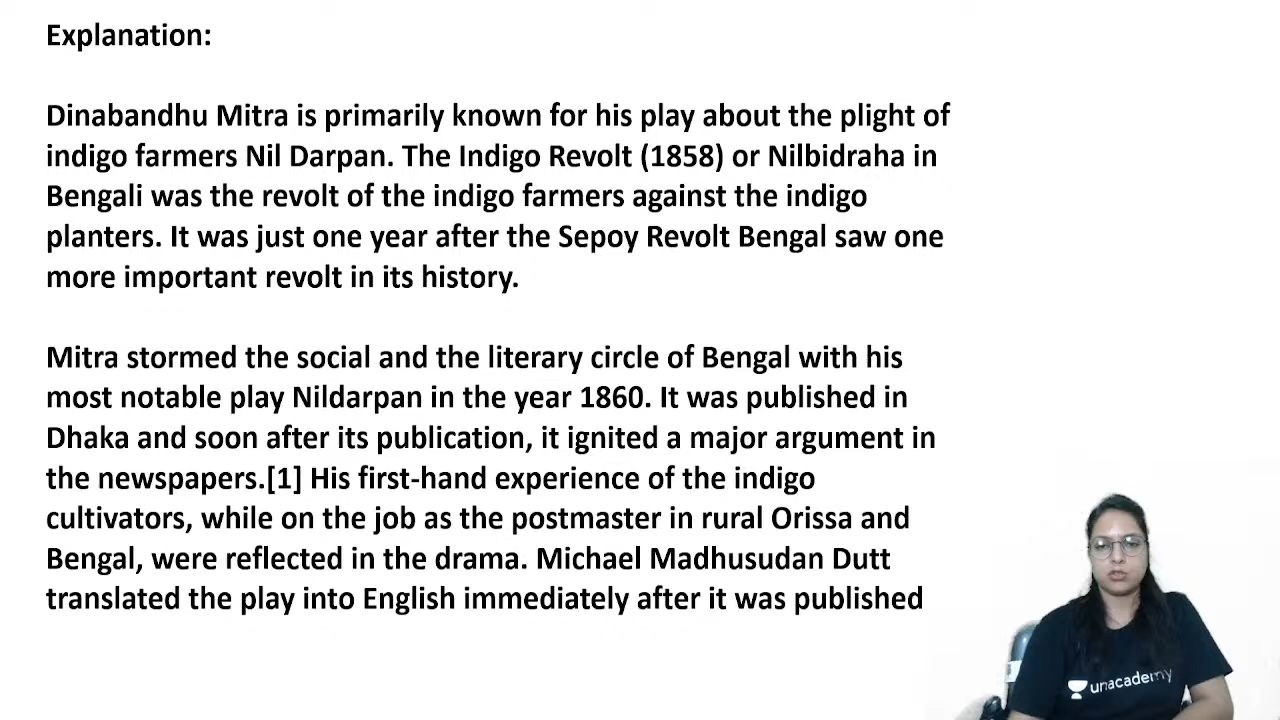 Explanation:
Dinabandhu Mitra is primarily known for his play about the plight of
indigo farmers Nil Darpan. The Indigo Revolt (1858) or Nilbidraha in
Bengali was the revolt of the indigo farmers against the indigo
planters. It was just one year after the Sepoy Revolt Bengal saw one
more important revolt in its history.
Mitra stormed the social and the literary circle of Bengal with his
most notable play Nildarpan in the year 1860. It was published in
Dhaka and soon after its publication, it ignited a major argument in
the newspapers.[1] His first-hand experience of the indigo
cultivators, while on the job as the postmaster in rural Orissa and
Bengal, were reflected in the drama. Michael Madhusudan Dutt
translated the play into English immediately after it was published
unacademy